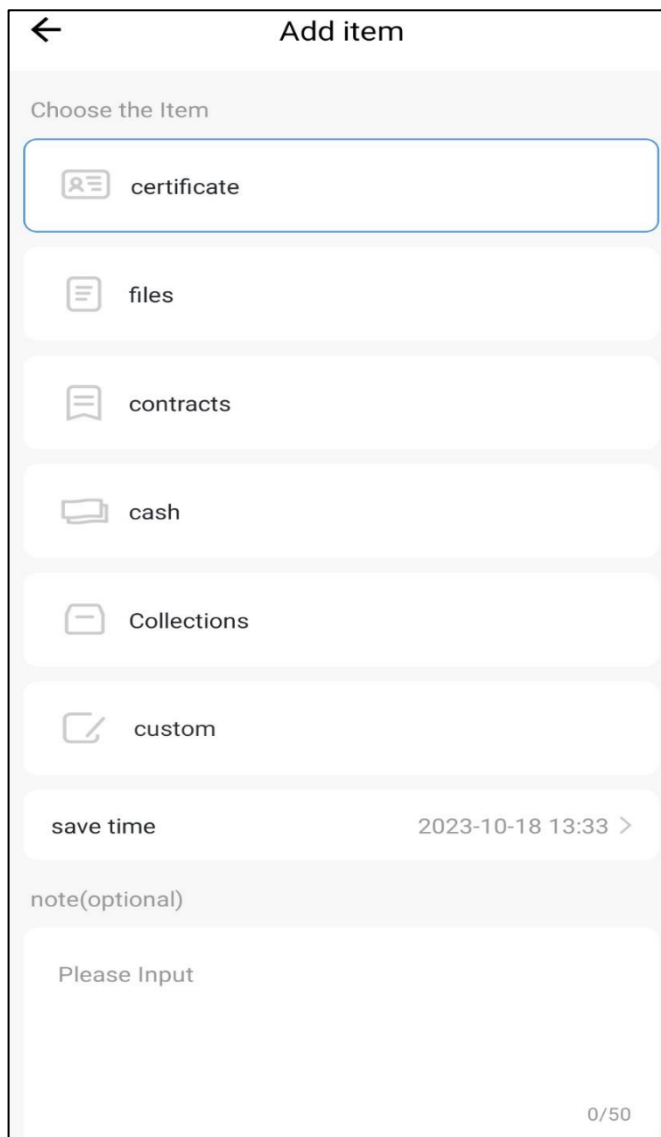 Add item
Choose the Item
certificate
files
contracts
cash
Collections
custom
save time 2023-10-18 13:33
note(optional)
Please Input
0/50